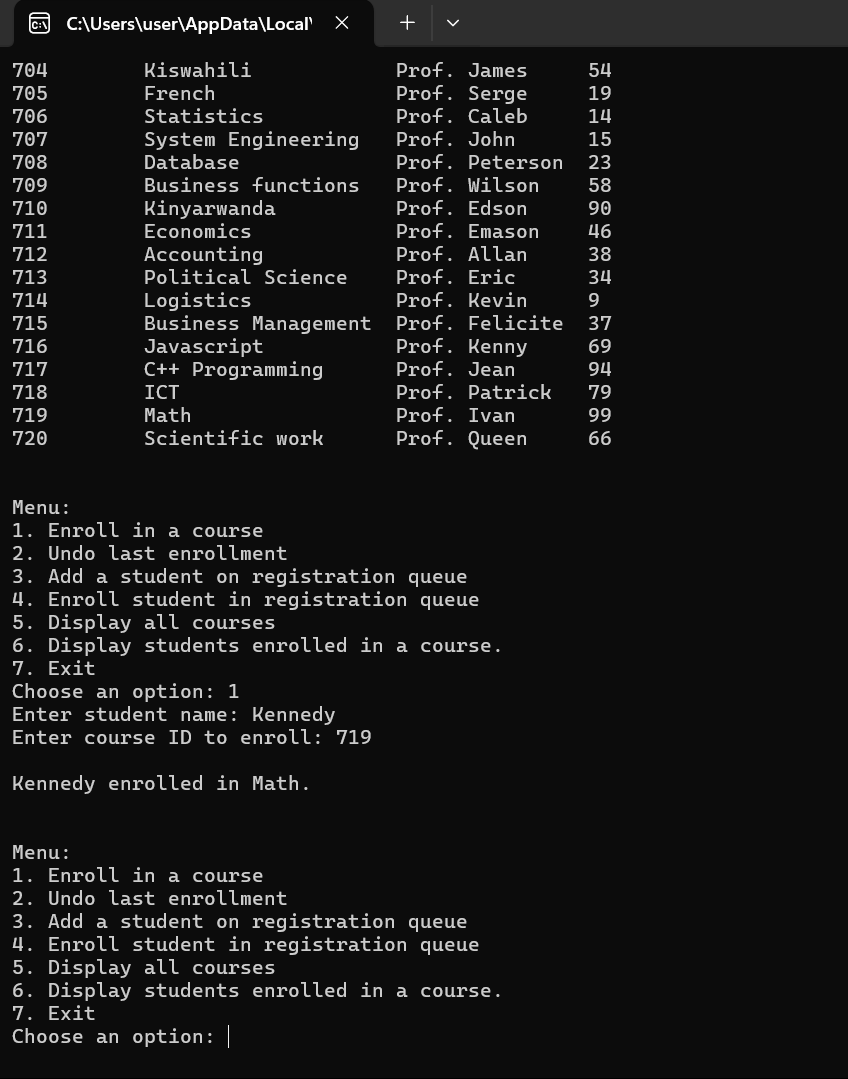 C:\Users\user\AppData\Local\
704 Kiswahili Prof. James 54
705 French Prof. Serge 19
706 Statistics Prof. Caleb 14
707 System Engineering Prof. John 15
708 Database Prof. Peterson 23
709 Business functions Prof. Wilson 58
710 Kinyarwanda Prof. Edson 90
711 Economics Prof. Emason 46
712 Accounting Prof. Allan 38
713 Political Science Prof. Eric 34
714 Logistics Prof. Kevin 9
715 Business Management Prof. Felicite 37
716 Javascript Prof. Kenny 69
717 C++ Programming Prof. Jean 94
718 ICT Prof. Patrick 79
719 Math Prof. Ivan 99
720 Scientific work Prof. Queen 66
Menu:
1. Enroll in a course
2. Undo last enrollment
3. Add a student on registration queue
4. Enroll student in registration queue
5. Display all courses
6. Display students enrolled in a course.
7. Exit
Choose an option: 1
Enter student name: Kennedy
Enter course ID to enroll: 719
Kennedy enrolled in Math.
Menu:
1. Enroll in a course
2. Undo last enrollment
3. Add a student on registration queue
4. Enroll student in registration queue
5. Display all courses
6. Display students enrolled in a course.
7. Exit
Choose an option: